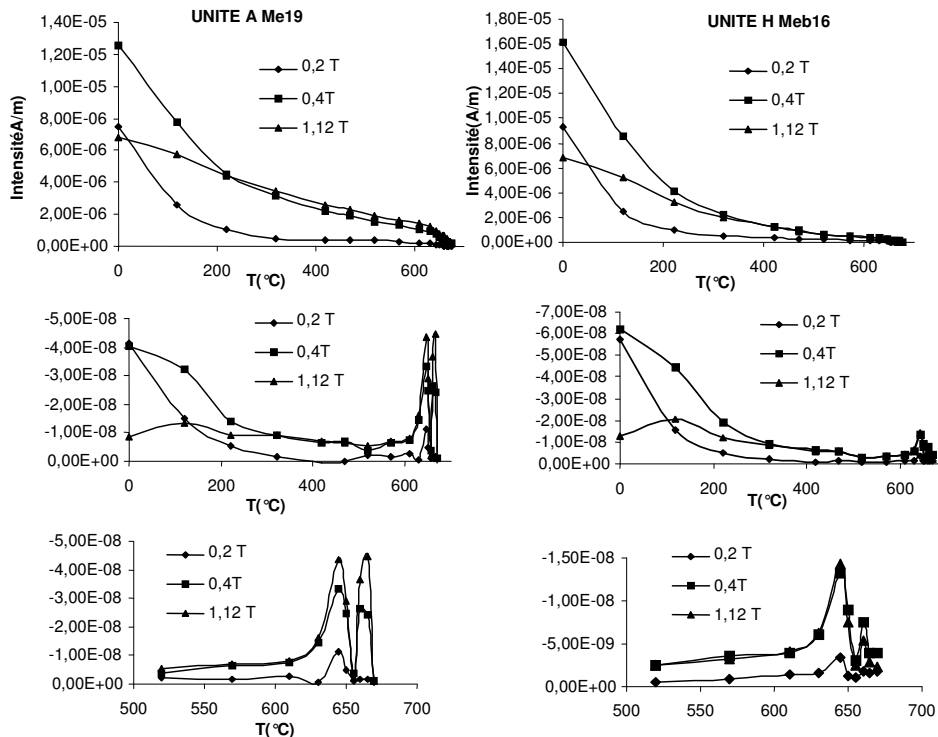 UNITE A Me19
1,40E-05
1,20E-05
1,00E-05
8,00E-06
6,00E-06
4,00E-06
2,00E-06
0,00E+00
IntensitéA/m
0,2 T
0,4T
1,12 T
0 200 400 600
T(°C)
UNITE H Meb16
1,80E-05
1,60E-05
1,40E-05
1,20E-05
1,00E-05
8,00E-06
6,00E-06
4,00E-06
2,00E-06
0,00E+00
Intensité(A/m)
0,2 T
0,4T
1,12 T
0 200 400 600
T(°C)
-5,00E-08
-4,00E-08
-3,00E-08
-2,00E-08
-1,00E-08
0,00E+00
0,2 T
0,4T
1,12 T
0 200 400 600
T(°C)
-7,00E-08
-6,00E-08
-5,00E-08
-4,00E-08
-3,00E-08
-2,00E-08
-1,00E-08
0,00E+00
0,2 T
0,4T
1,12 T
0 200 400 600
T(°C)
-5,00E-08
-4,00E-08
-3,00E-08
-2,00E-08
-1,00E-08
0,00E+00
0,2 T
0,4T
1,12 T
500 550 600 650 700
T(°C)
-1,50E-08
-1,00E-08
-5,00E-09
0,00E+00
0,2 T
0,4T
1,12 T
500 550 600 650 700
T(°C)